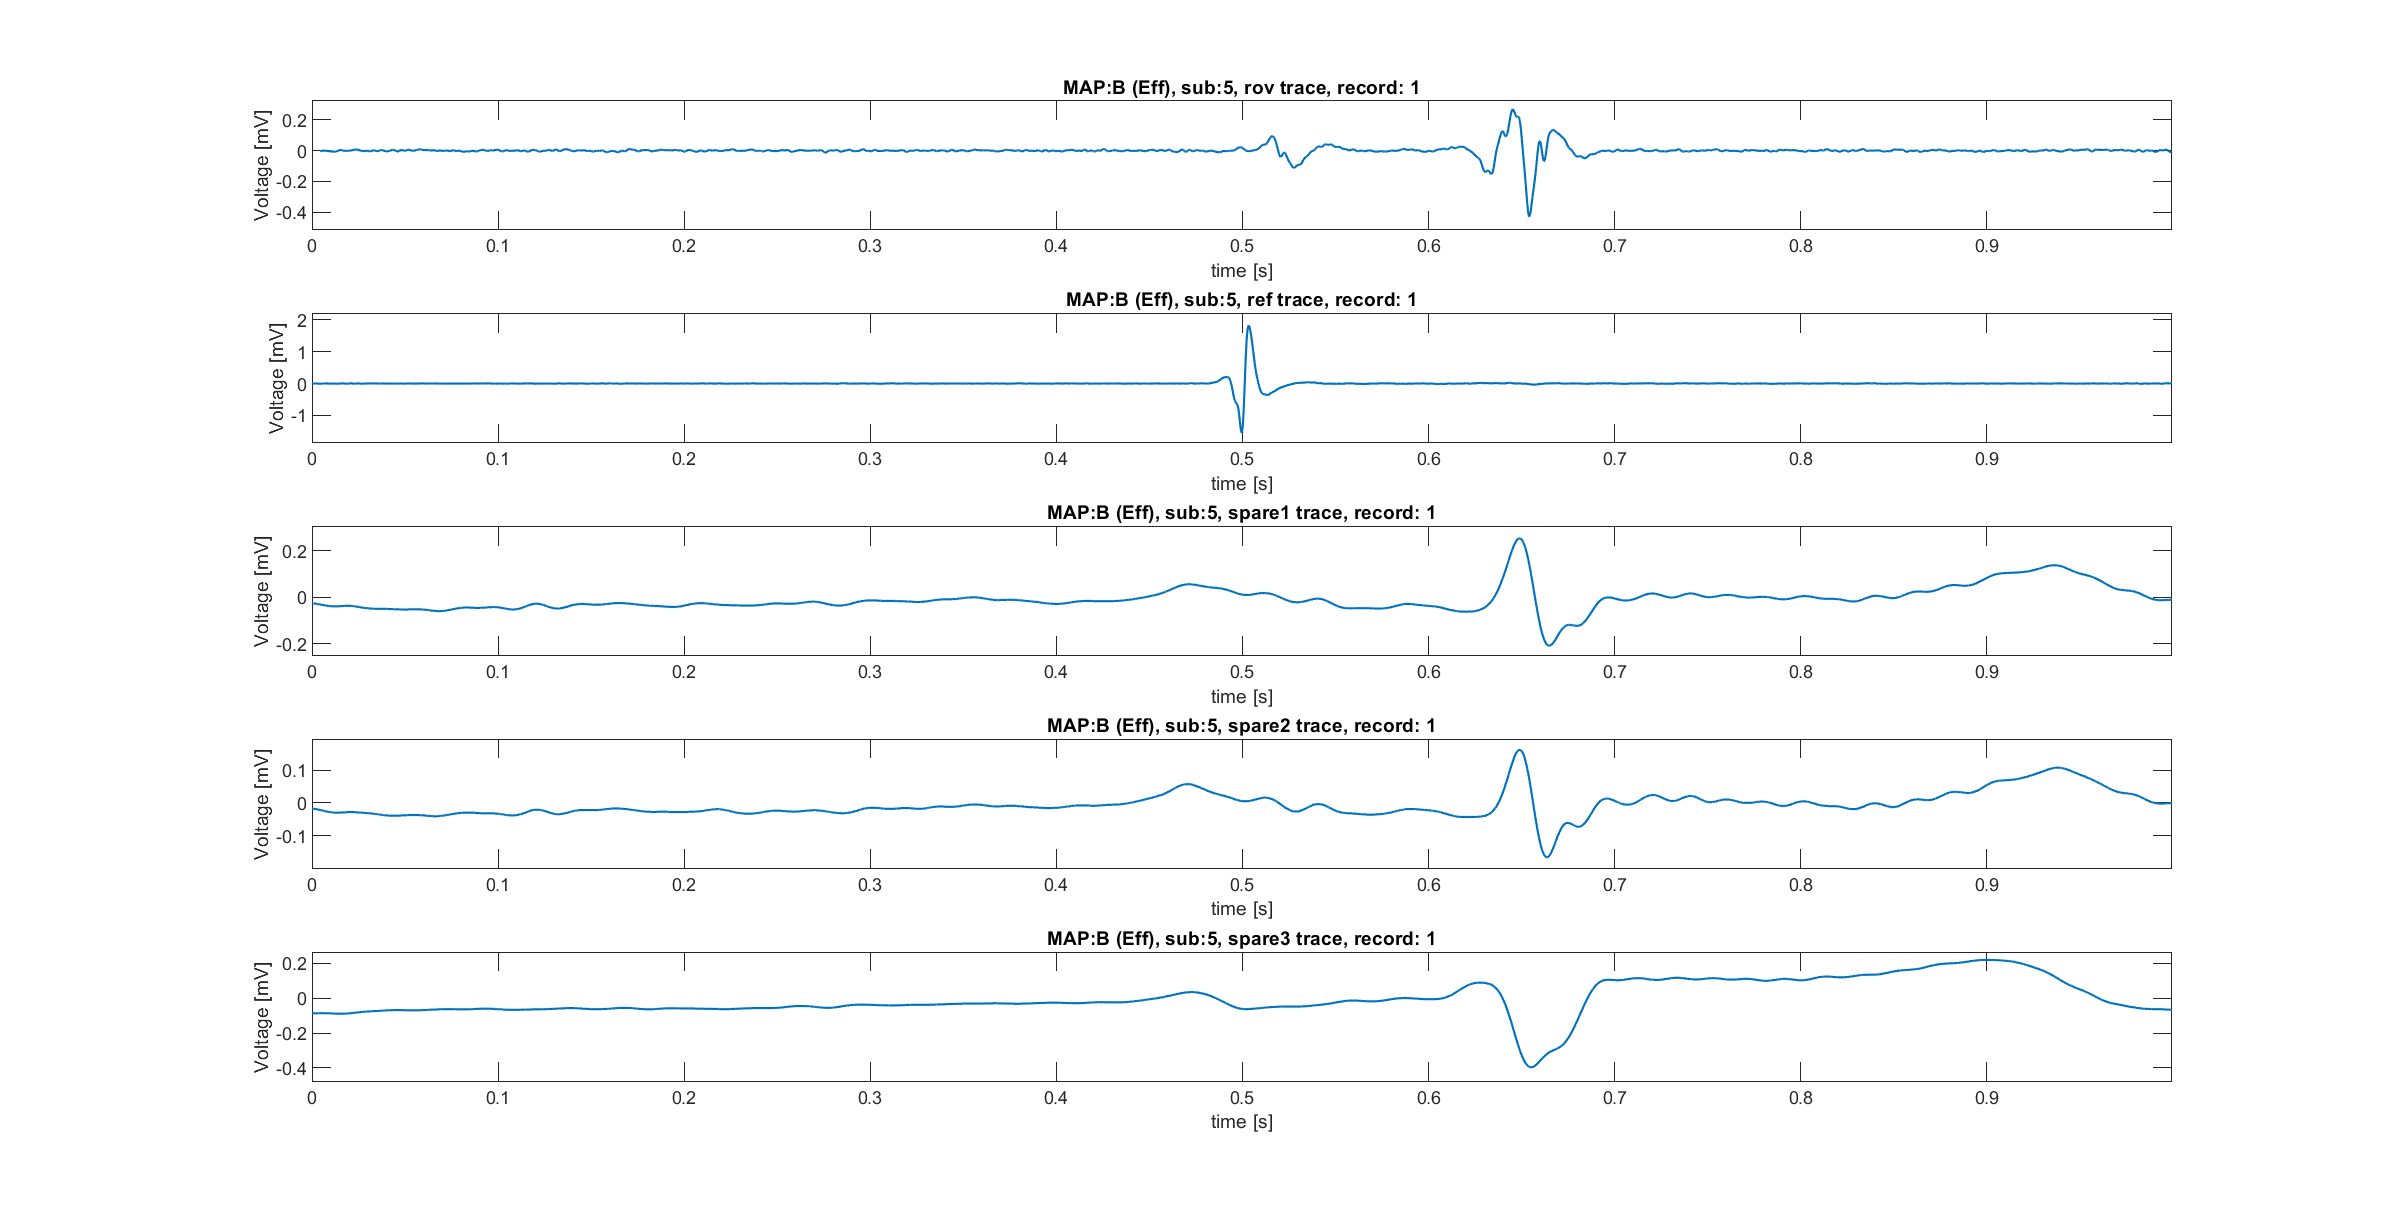 MAP:B (Eff), sub:5, rov trace, record: 1
Voltage [mV]
0.2
0
-0.2
-0.4
0 0.1 0.2 0.3 0.4 0.5 0.6 0.7 0.8 0.9
time [s]
MAP:B (Eff), sub:5, ref trace, record: 1
Voltage [mV]
2
1
0
-1
0 0.1 0.2 0.3 0.4 0.5 0.6 0.7 0.8 0.9
time [s]
MAP:B (Eff), sub:5, spare1 trace, record: 1
Voltage [mV]
0.2
0
-0.2
0 0.1 0.2 0.3 0.4 0.5 0.6 0.7 0.8 0.9
time [s]
MAP:B (Eff), sub:5, spare2 trace, record: 1
Voltage [mV]
0.1
0
-0.1
0 0.1 0.2 0.3 0.4 0.5 0.6 0.7 0.8 0.9
time [s]
MAP:B (Eff), sub:5, spare3 trace, record: 1
Voltage [mV]
0.2
0
-0.2
-0.4
0 0.1 0.2 0.3 0.4 0.5 0.6 0.7 0.8 0.9
time [s]